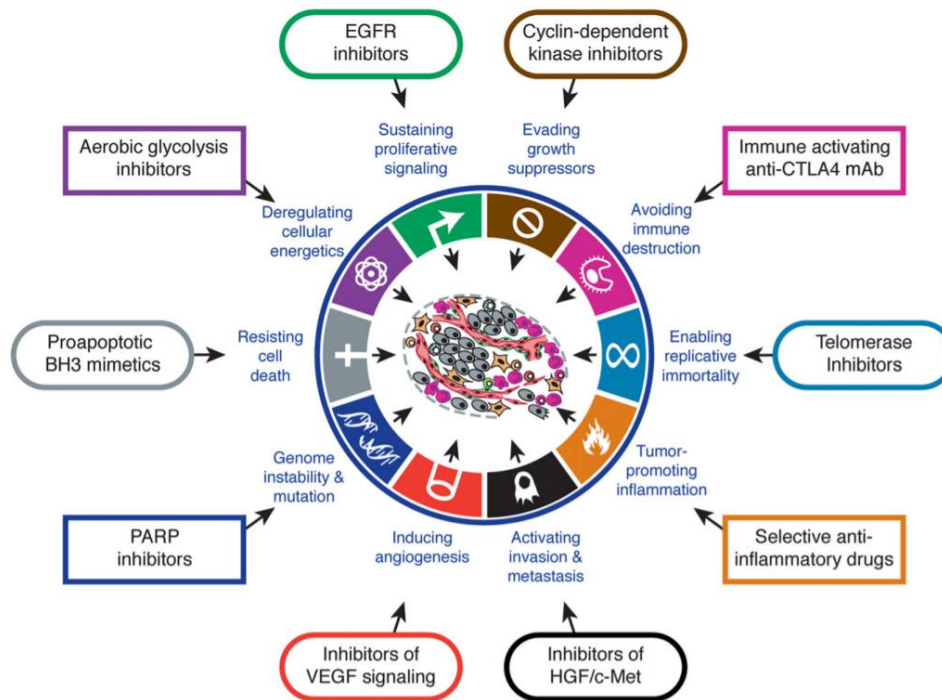 EGFR
inhibitors
Cyclin-dependent
kinase inhibitors
Aerobic glycolysis
inhibitors
Sustaining
proliferative
signaling
Evading
growth
suppressors
Immune activating
anti-CTLA4 mAb
Deregulating
cellular
energetics
Avoiding
immune
destruction
Proapoptotic
BH3 mimetics
Resisting
cell
death
Enabling
replicative
immortality
Telomerase
Inhibitors
Genome
instability &
mutation
Tumor-
promoting
inflammation
PARP
inhibitors
Inducing
angiogenesis
Activating
invasion &
metastasis
Selective anti-
inflammatory drugs
Inhibitors of
VEGF signaling
Inhibitors of
HGF/c-Met